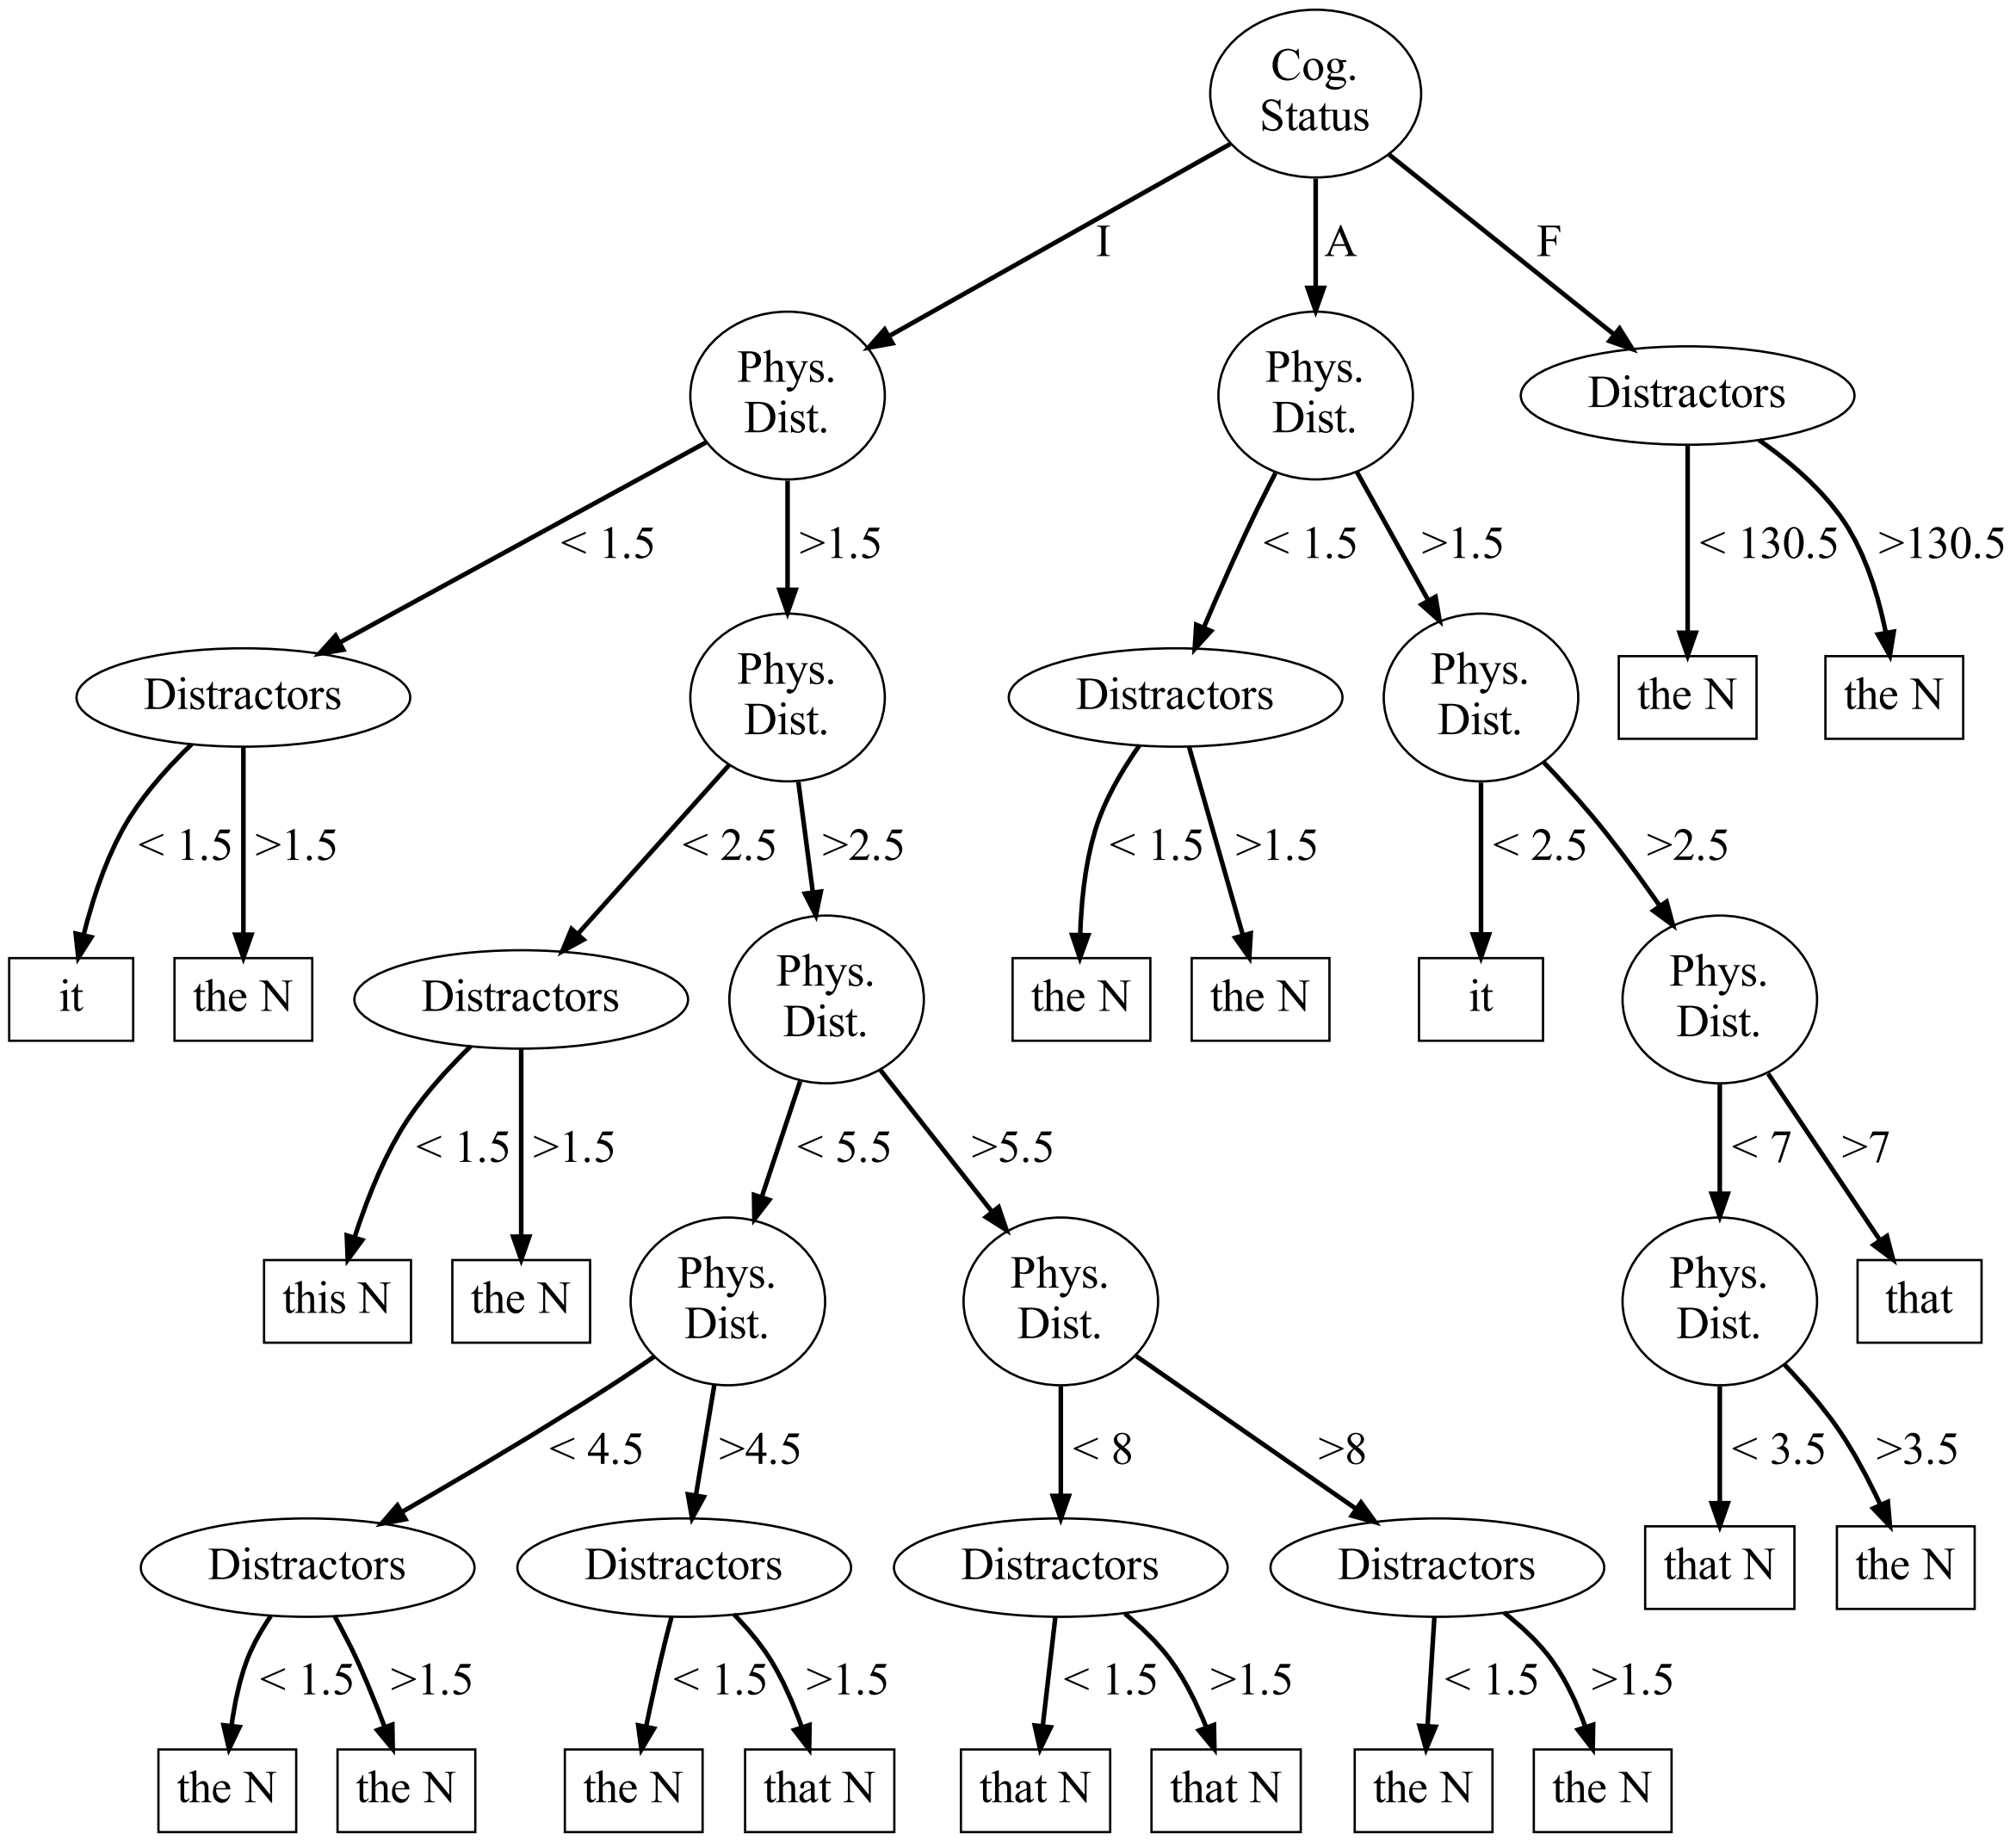 Cog.
Status
I
A
F
Phys.
Dist.
Phys.
Dist.
Distractors
< 1.5
>1.5
< 1.5
>1.5
< 130.5
>130.5
Distractors
Phys.
Dist.
Distractors
Phys.
Dist.
the N
the N
< 1.5
>1.5
< 2.5
>2.5
< 1.5
>1.5
< 2.5
>2.5
it
the N
Distractors
Phys.
Dist.
the N
the N
it
Phys.
Dist.
< 1.5
>1.5
< 5.5
>5.5
< 7
>7
this N
the N
Phys.
Dist.
Phys.
Dist.
Phys.
Dist.
that
< 4.5
>4.5
< 8
>8
< 3.5
>3.5
Distractors
Distractors
Distractors
Distractors
that N
the N
< 1.5
>1.5
< 1.5
>1.5
< 1.5
>1.5
< 1.5
>1.5
the N
the N
the N
that N
that N
that N
the N
the N